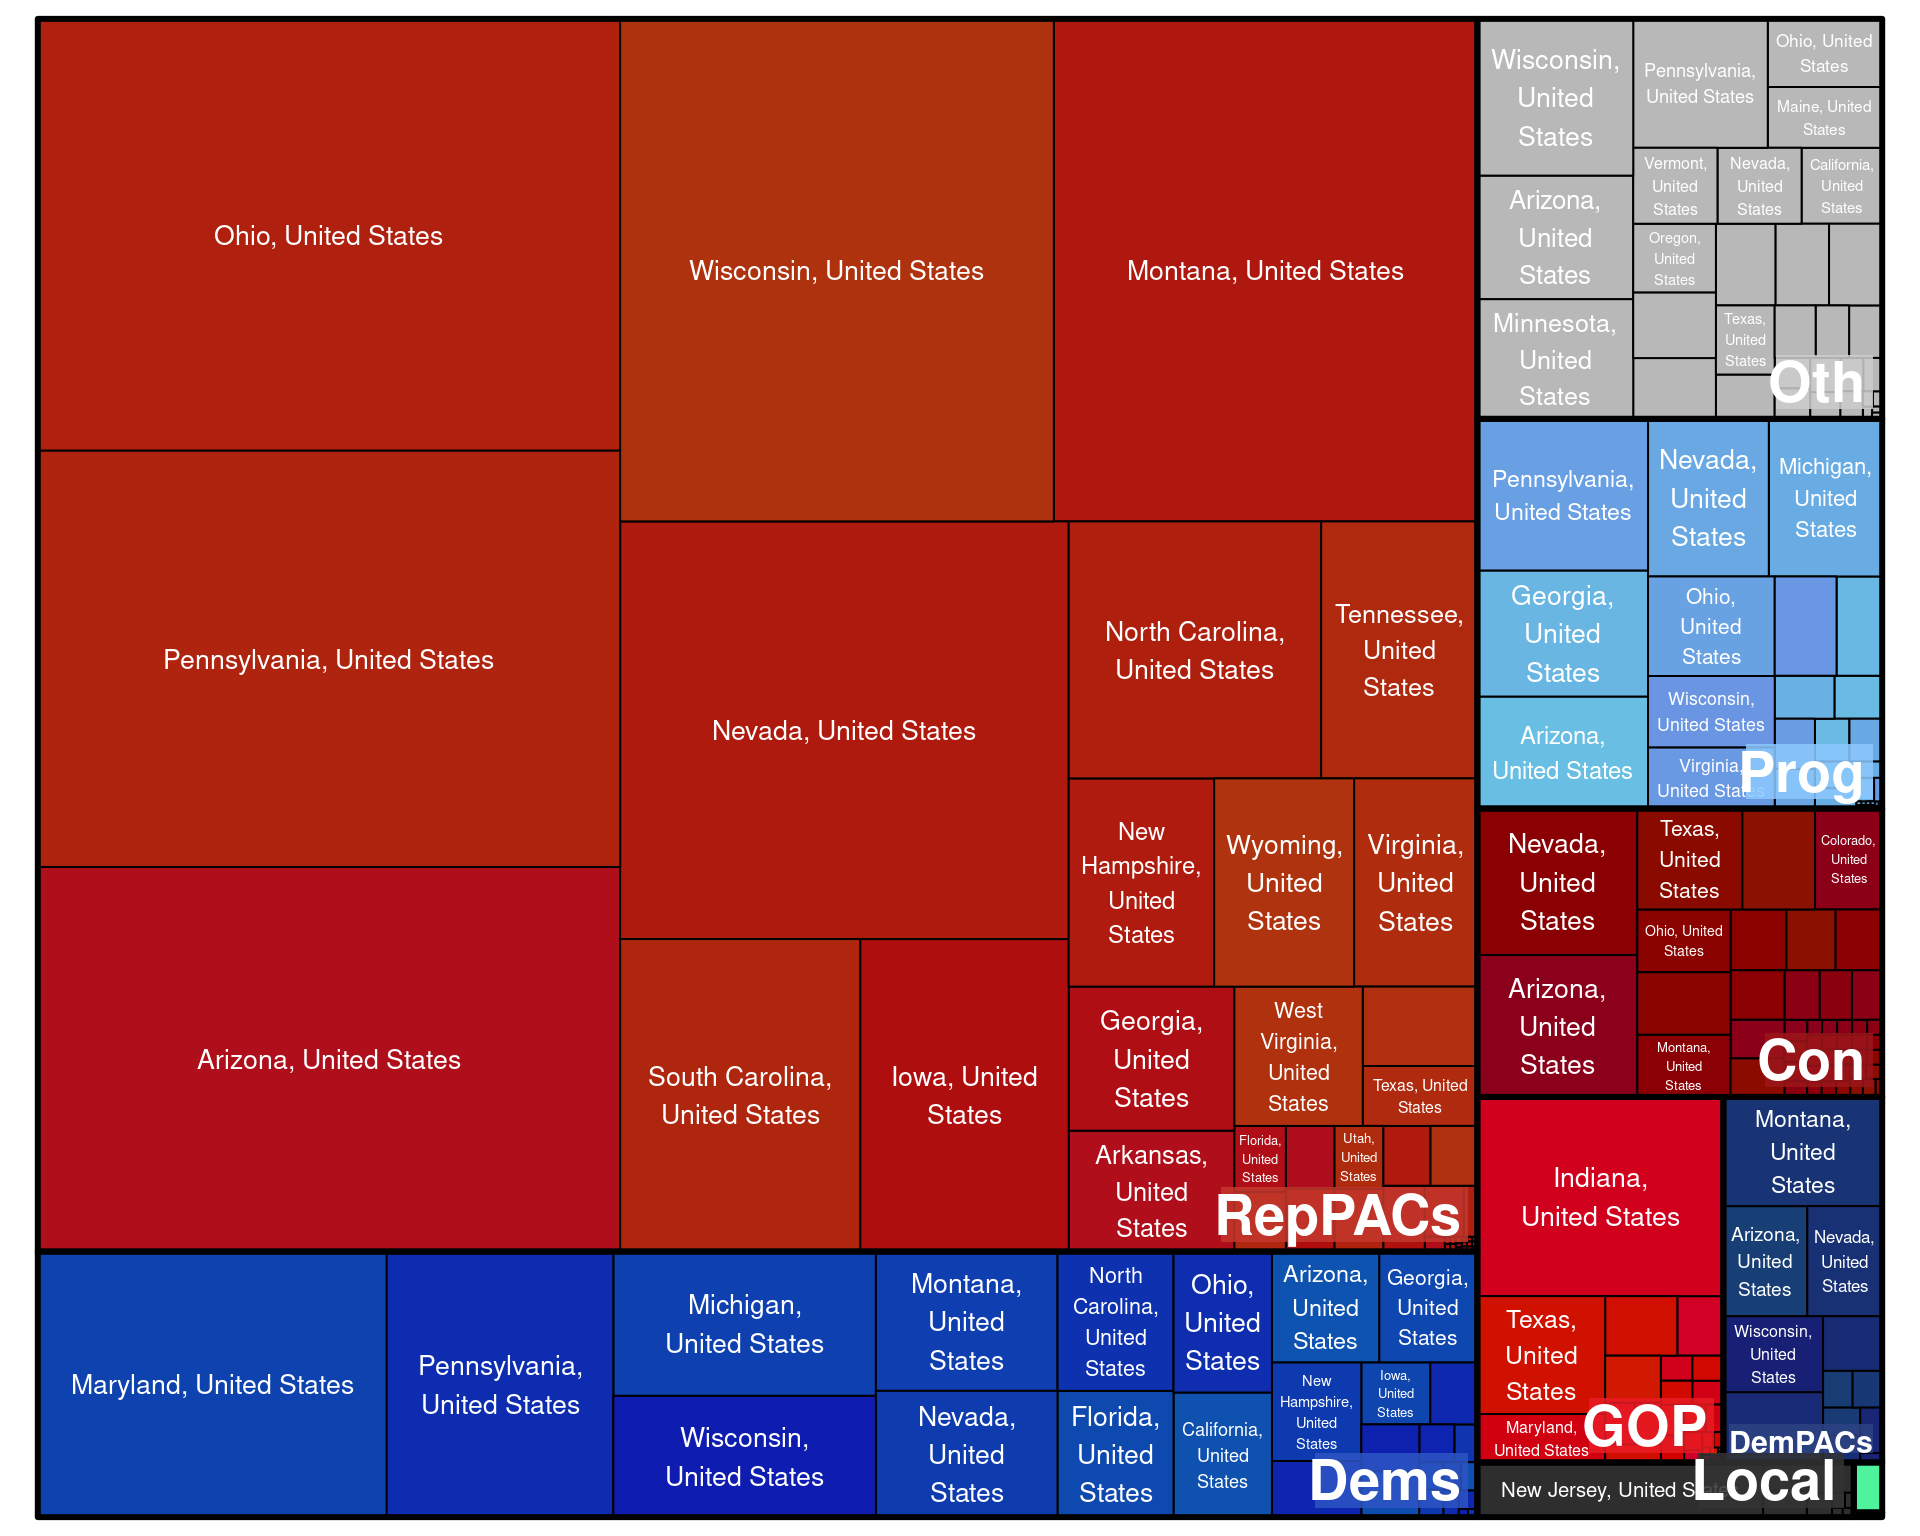 Ohio, United States
Pennsylvania, United States
Arizona, United States
Wisconsin, United States
Montana, United States
Nevada, United States
South Carolina,
United States
Iowa, United
States
North Carolina,
United States
Tennessee,
United
States
New
Hampshire,
United
States
Wyoming,
United
States
Virginia,
United
States
Georgia,
United
States
Arkansas,
United
States
West
Virginia,
United
States
Texas, United
States
Florida,
United
States
Utah,
United
States
RepPACs
Maryland, United States
Pennsylvania,
United States
Michigan,
United States
Wisconsin,
United States
Montana,
United
States
Nevada,
United
States
North
Carolina,
United
States
Florida,
United
States
Ohio,
United
States
California,
United
States
Arizona,
United
States
Georgia,
United
States
New
Hampshire,
United
States
Iowa,
United
States
Dems
Wisconsin,
United
States
Arizona,
United
States
Minnesota,
United
States
Pennsylvania,
United States
Ohio, United
States
Maine, United
States
Vermont,
United
States
Nevada,
United
States
California,
United
States
Oregon,
United
States
Texas,
United
States
Oth
Pennsylvania,
United States
Georgia,
United
States
Arizona,
United States
Nevada,
United
States
Michigan,
United
States
Ohio,
United
States
Wisconsin,
United States
Virginia,
United States
Prog
Nevada,
United
States
Arizona,
United
States
Texas,
United
States
Colorado,
United
States
Ohio, United
States
Montana,
United
States
Con
Indiana,
United States
Texas,
United
States
Maryland,
United States
GOP
Montana,
United
States
Arizona,
United
States
Nevada,
United
States
Wisconsin,
United
States
DemPACs
New Jersey, United States
Local